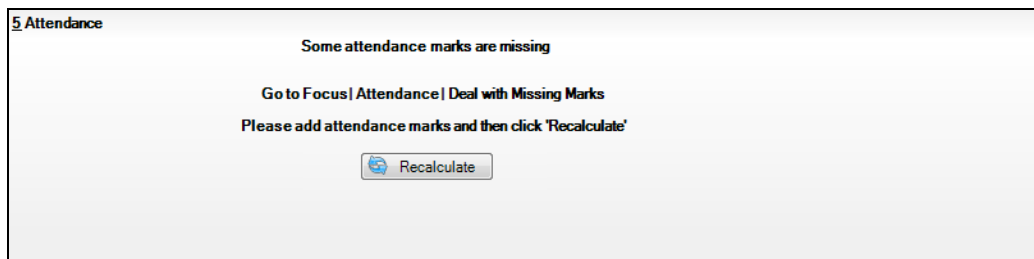 5 Attendance
Some attendance marks are missing
Go to Focus | Attendance | Deal with Missing Marks
Please add attendance marks and then click 'Recalculate'
Recalculate